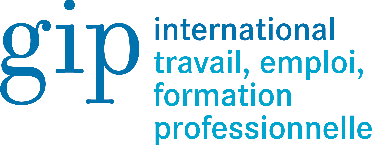 gip
international
travail, emploi,
formation
professionnelle